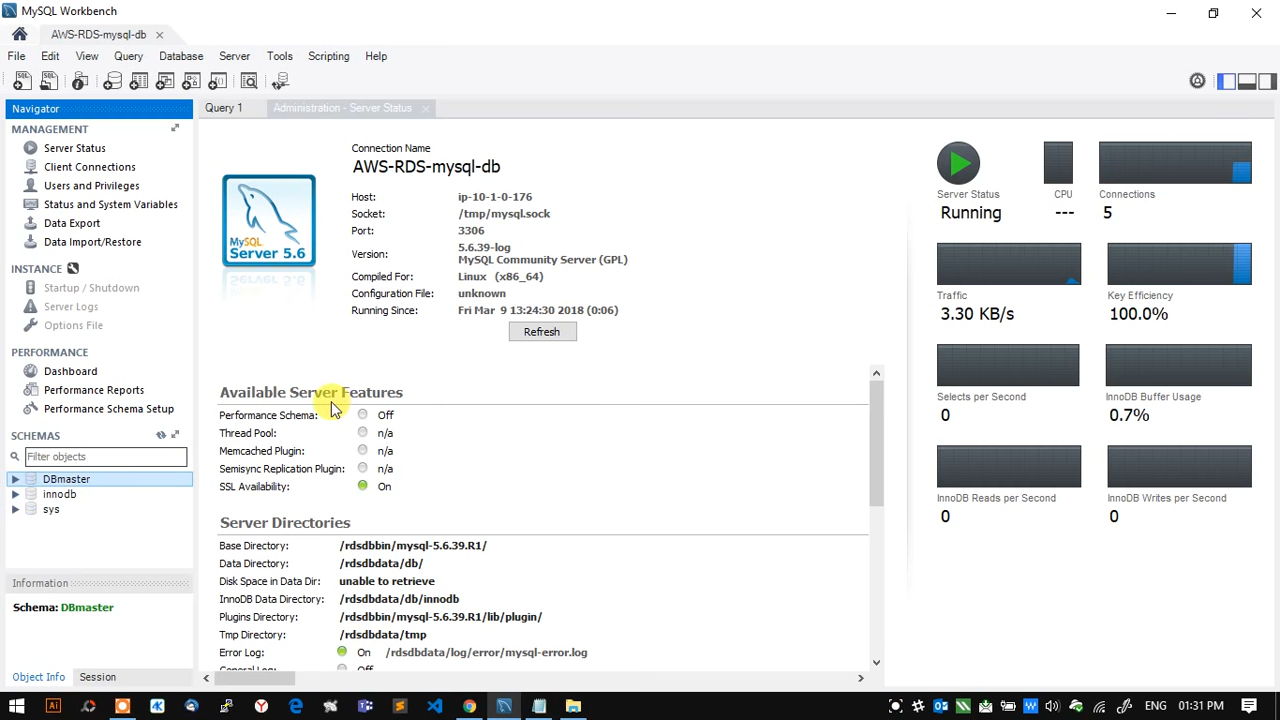 MySQL Workbench
AWS-RDS-mysql-db
File Edit View Query Database Server Tools Scripting Help
Navigator
MANAGEMENT
Server Status
Client Connections
Users and Privileges
Status and System Variables
Data Export
Data Import/Restore
INSTANCE
Startup / Shutdown
Server Logs
Options File
PERFORMANCE
Dashboard
Performance Reports
Performance Schema Setup
SCHEMAS
Filter objects
DBmaster
innodb
sys
Information
Schema: DBmaster
Object Info Session
Query 1 Administration - Server Status
MySQL
Server 5.6
Connection Name
AWS-RDS-mysql-db
Host: ip-10-1-0-176
Socket: /tmp/mysql.sock
Port: 3306
Version: 5.6.39-log
MySQL Community Server (GPL)
Compiled For: Linux (x86_64)
Configuration File: unknown
Running Since: Fri Mar 9 13:24:30 2018 (0:06)
Refresh
Available Server Features
Performance Schema: Off
Thread Pool: n/a
Memcached Plugin: n/a
Semisync Replication Plugin: n/a
SSL Availability: On
Server Directories
Base Directory: /rdsdbbin/mysql-5.6.39.R1/
Data Directory: /rdsdbdata/db/
Disk Space in Data Dir: unable to retrieve
InnoDB Data Directory: /rdsdbdata/db/innodb
Plugins Directory: /rdsdbbin/mysql-5.6.39.R1/lib/plugin/
Tmp Directory: /rdsdbdata/tmp
Error Log: On /rdsdbdata/log/error/mysql-error.log
General Log: Off
Server Status CPU Connections
Running --- 5
Traffic Key Efficiency
3.30 KB/s 100.0%
Selects per Second InnoDB Buffer Usage
0 0.7%
InnoDB Reads per Second InnoDB Writes per Second
0 0
ENG 01:31 PM